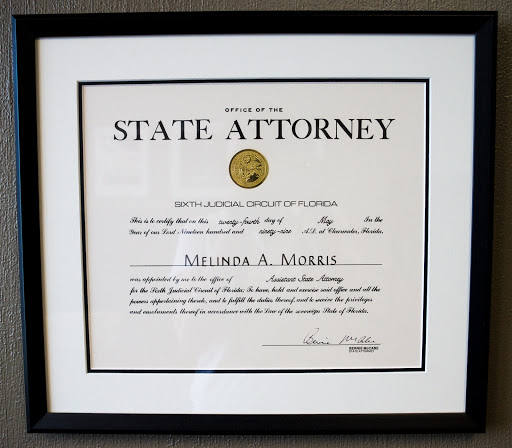 OFFICE OF THE
STATE ATTORNEY
SIXTH JUDICIAL CIRCUIT OF FLORIDA
This is to certify that on this twenty-fourth day of May In the
Year of our Lord Nineteen hundred and ninety-nine A.D. at Clearwater, Florida.
MELINDA A. MORRIS
was appointed by me to the office of Assistant State Attorney
for the Sixth Judicial Circuit of Florida; To have, hold and exercise said office and all the
powers appertaining thereto, and to fulfill the duties thereof, and to receive the privileges
and emoluments thereof in accordance with the Law of the sovereign State of Florida.
Bernie McCabe
BERNIE McCABE
STATE ATTORNEY